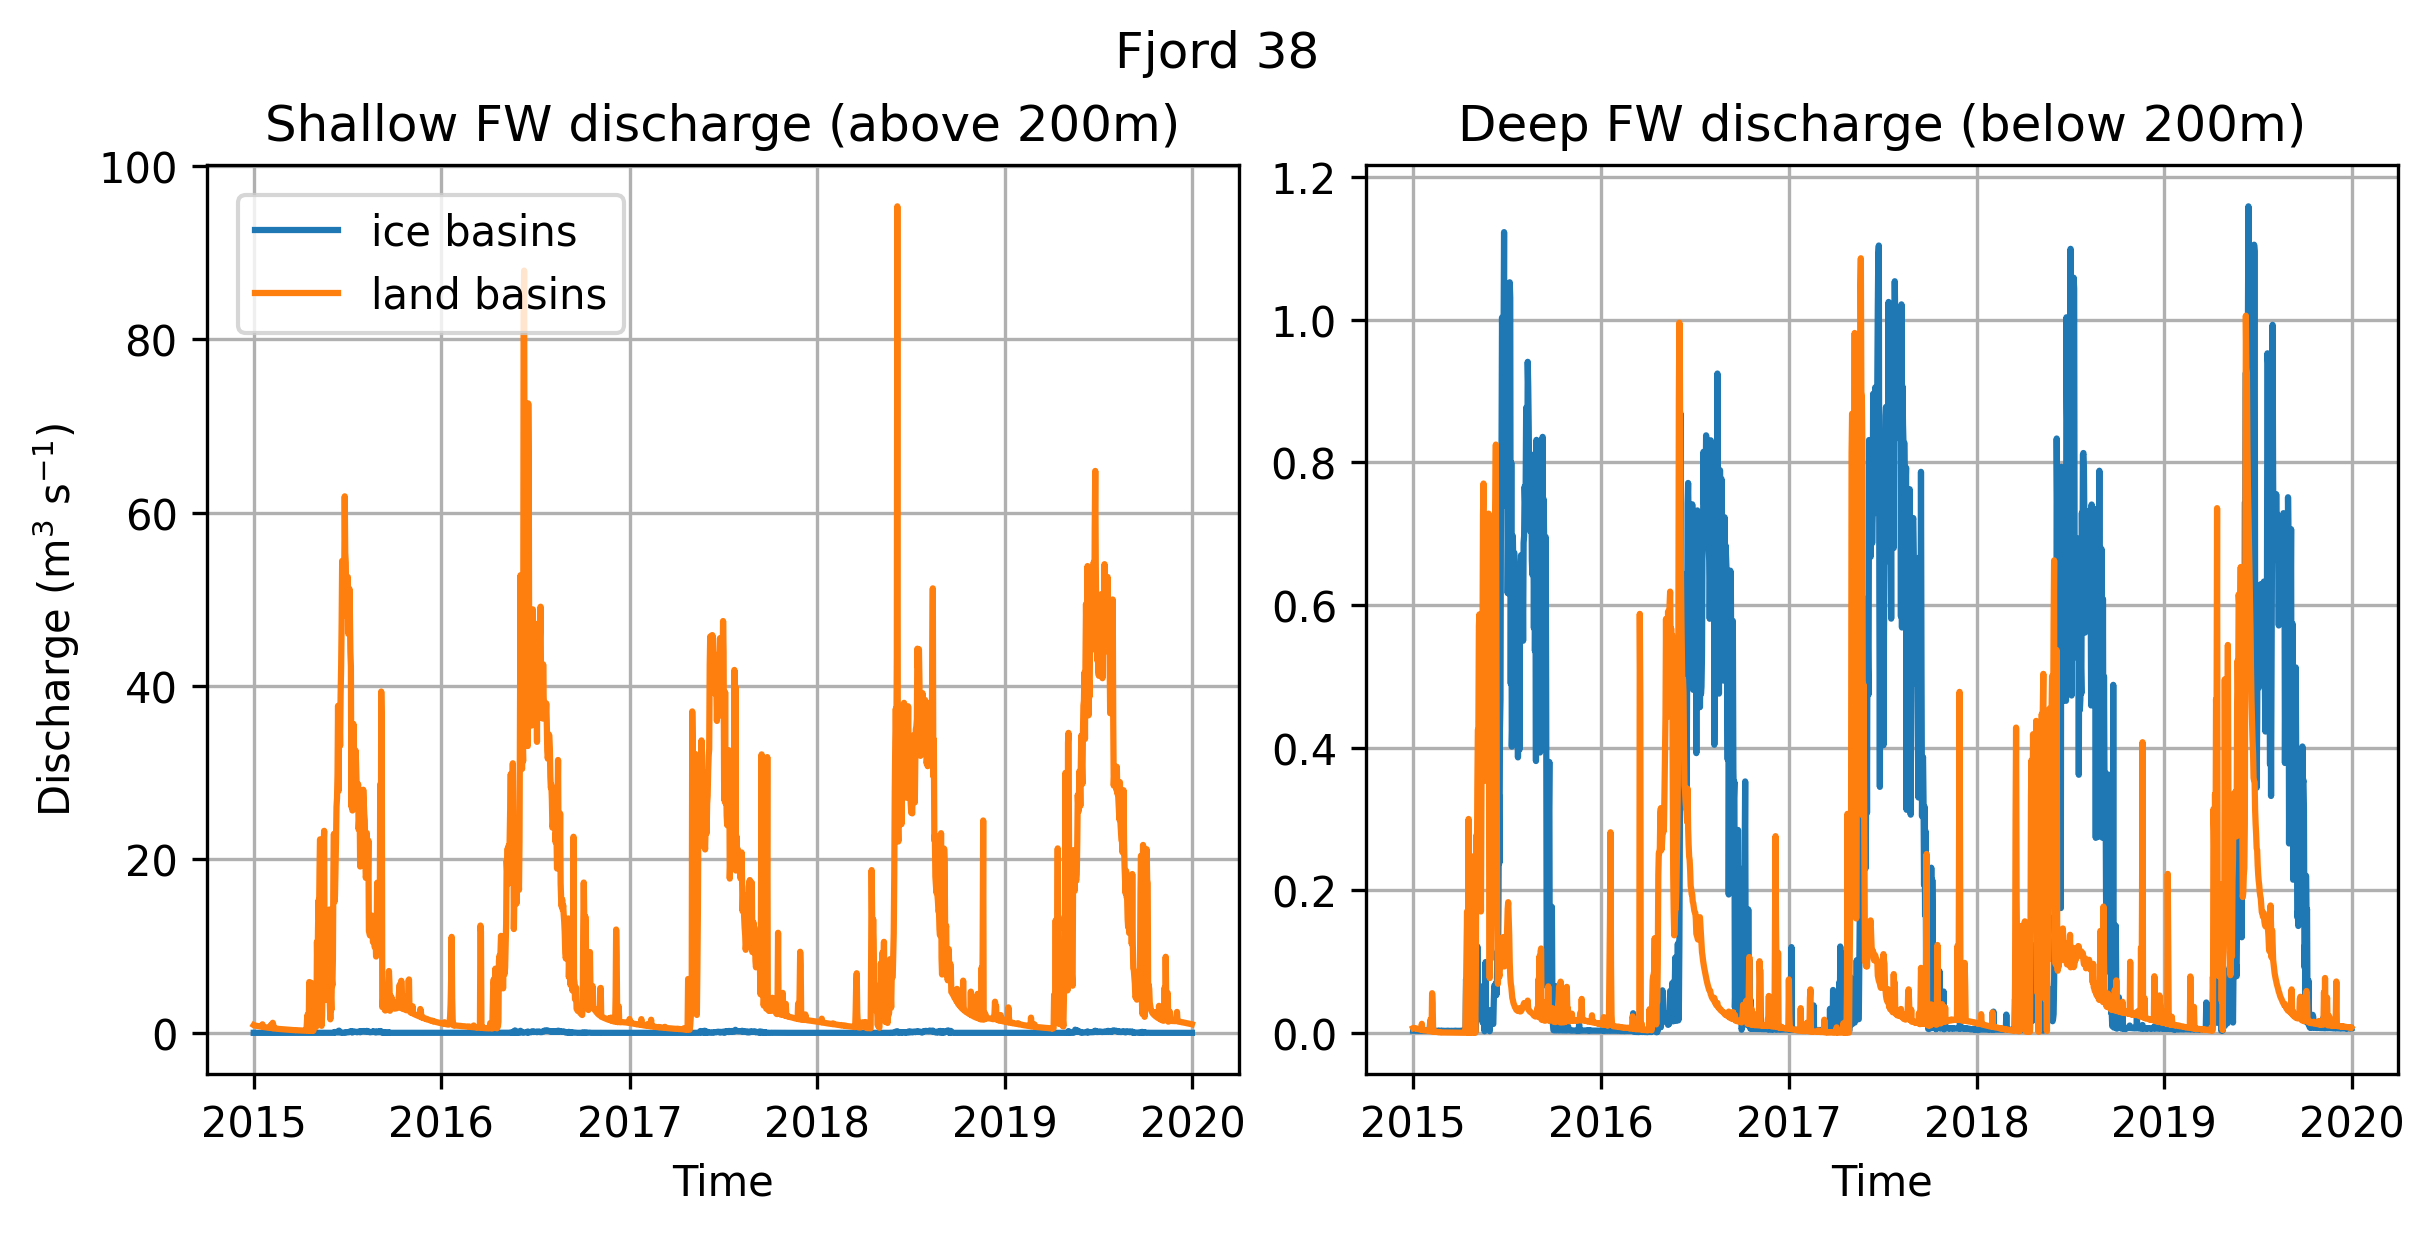 Fjord 38
Shallow FW discharge (above 200m)
Deep FW discharge (below 200m)
Discharge (m³ s⁻¹)
100
80
60
40
20
0
ice basins
land basins
1.2
1.0
0.8
0.6
0.4
0.2
0.0
2015 2016 2017 2018 2019 2020
2015 2016 2017 2018 2019 2020
Time
Time